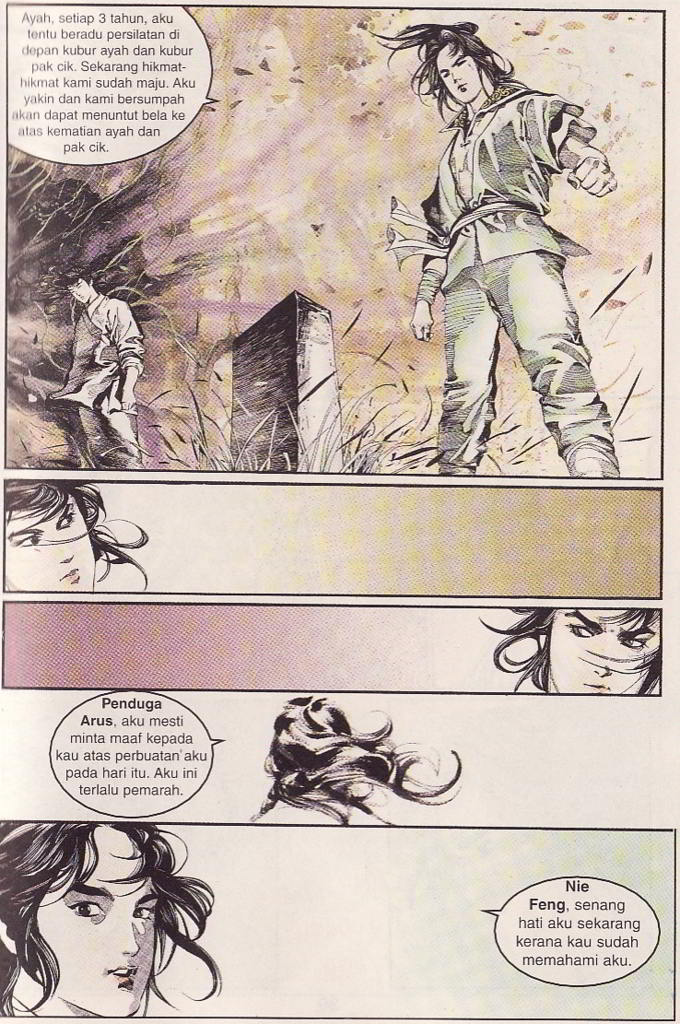 Ayah, setiap 3 tahun, aku
tentu beradu persilatan di
depan kubur ayah dan kubur
pak cik. Sekarang hikmat-
hikmat kami sudah maju. Aku
yakin dan kami bersumpah
akan dapat menuntut bela ke
atas kematian ayah dan
pak cik.
Penduga
Arus, aku mesti
minta maaf kepada
kau atas perbuatan aku
pada hari itu. Aku ini
terlalu pemarah.
Nie
Feng, senang
hati aku sekarang
kerana kau sudah
memahami aku.